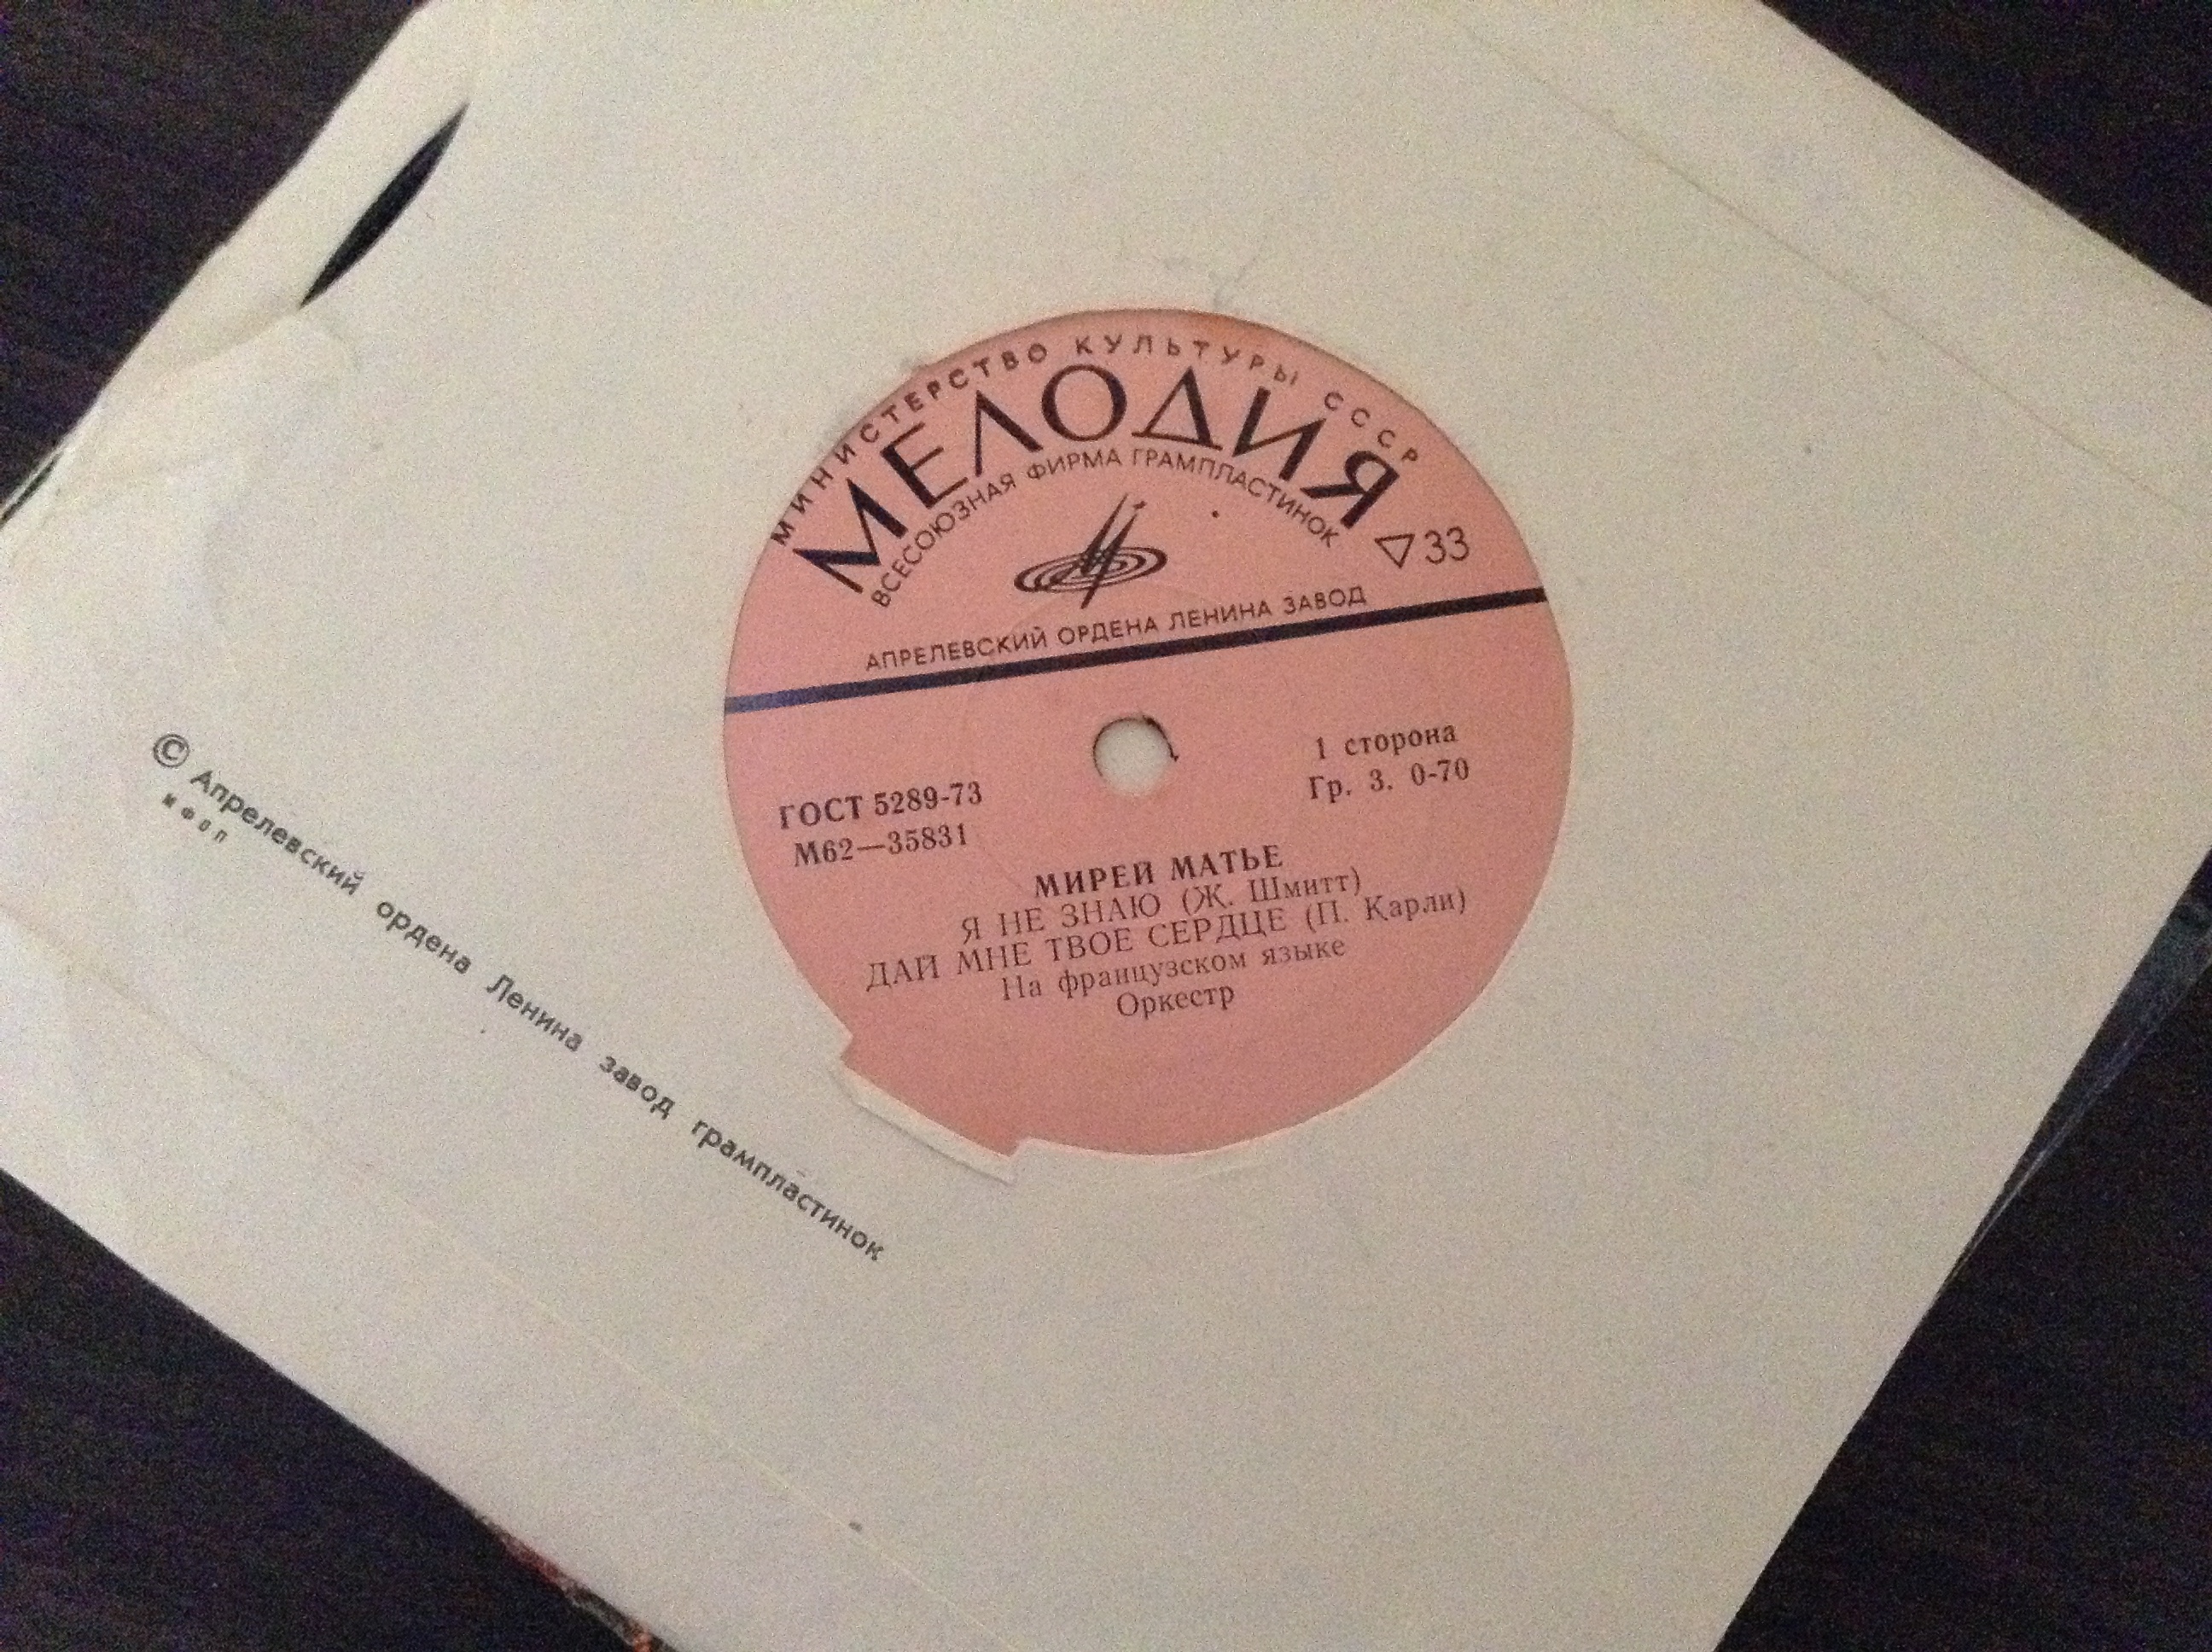 МИНИСТЕРСТВО КУЛЬТУРЫ СССР
МЕЛОДИЯ
ВСЕСОЮЗНАЯ ФИРМА ГРАМПЛАСТИНОК
33
АПРЕЛЕВСКИЙ ОРДЕНА ЛЕНИНА ЗАВОД
ГОСТ 5289-73
М62—35831
1 сторона
Гр. 3. 0-70
МИРЕЙ МАТЬЕ
Я НЕ ЗНАЮ (Ж. Шмитт)
ДАЙ МНЕ ТВОЕ СЕРДЦЕ (П. Карли)
На французском языке
Оркестр
© Апрелевский ордена Ленина завод грампластинок
МФОП